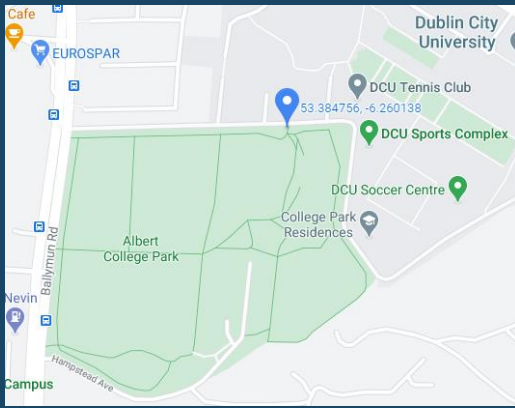 Cafe
EUROSPAR
Dublin City
University
DCU Tennis Club
53.384756, -6.260138
DCU Sports Complex
DCU Soccer Centre
College Park
Residences
Albert
College Park
Ballymun Rd
Nevin
Hampstead Ave
Campus